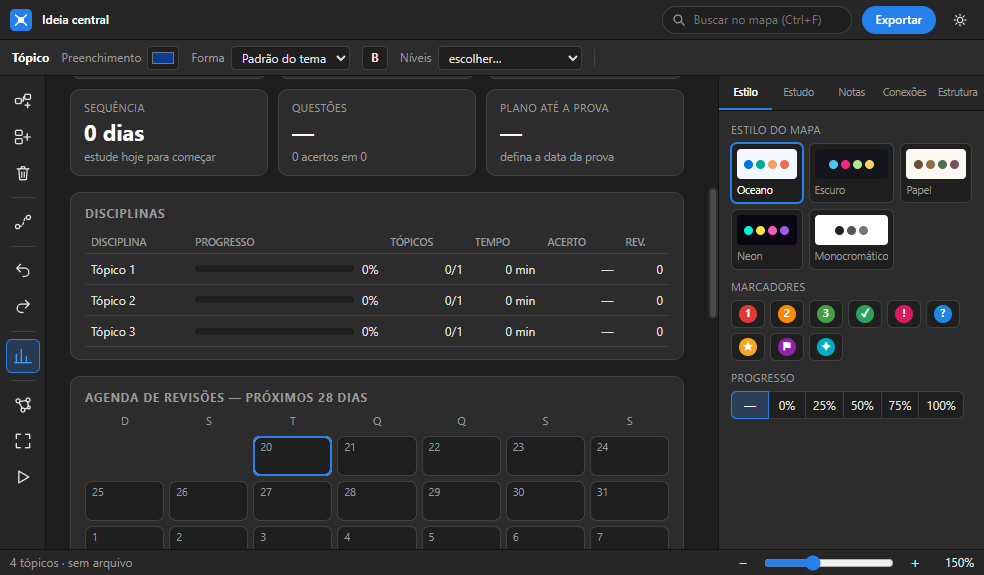 Ideia central
Buscar no mapa (Ctrl+F)
Exportar
Tópico Preenchimento Forma Padrão do tema B Níveis escolher...
SEQUÊNCIA
0 dias
estude hoje para começar
QUESTÕES
—
0 acertos em 0
PLANO ATÉ A PROVA
—
defina a data da prova
DISCIPLINAS
DISCIPLINA PROGRESSO TÓPICOS TEMPO ACERTO REV.
Tópico 1 0% 0/1 0 min — 0
Tópico 2 0% 0/1 0 min — 0
Tópico 3 0% 0/1 0 min — 0
AGENDA DE REVISÕES — PRÓXIMOS 28 DIAS
D S T Q Q S S
20 21 22 23 24
25 26 27 28 29 30 31
1 2 3 4 5 6 7
Estilo Estudo Notas Conexões Estrutura
ESTILO DO MAPA
Oceano Escuro Papel
Neon Monocromático
MARCADORES
1 2 3 ✓ ! ?
PROGRESSO
— 0% 25% 50% 75% 100%
4 tópicos · sem arquivo
− + 150%